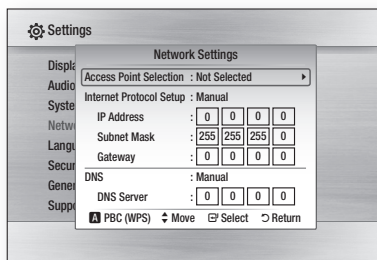 Settings
Network Settings
Displa
Access Point Selection : Not Selected
Audio
Internet Protocol Setup : Manual
Syste
IP Address : 0 0 0 0
Netwo
Subnet Mask : 255 255 255 0
Langu
Gateway : 0 0 0 0
Secur
DNS : Manual
Gener
DNS Server : 0 0 0 0
Suppo
A PBC (WPS) Move Select Return